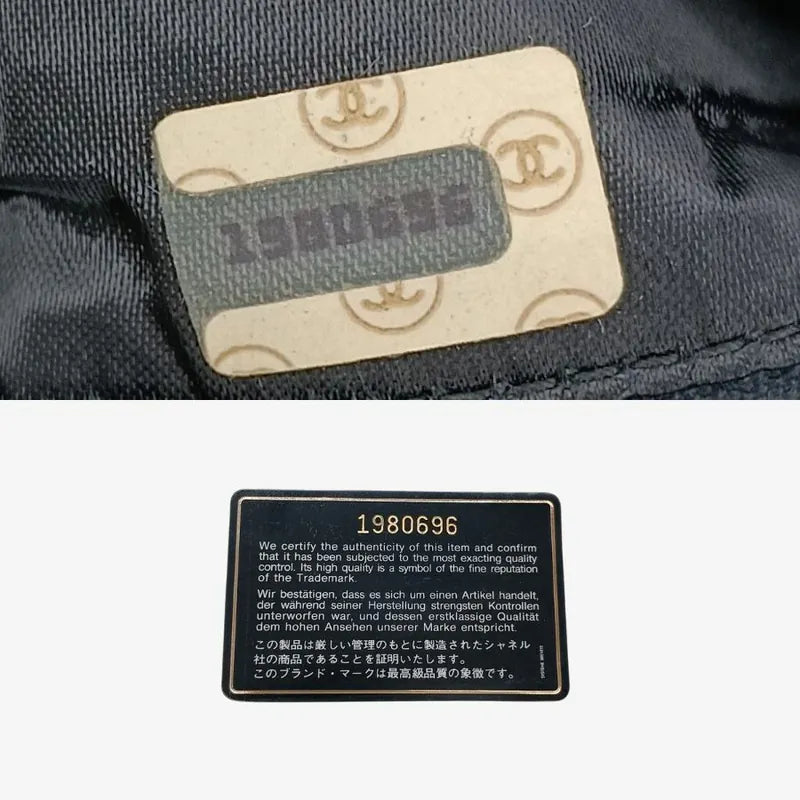 1980696
1980696
We certify the authenticity of this item and confirm
that it has been subjected to the most exacting quality
control. Its high quality is a symbol of the fine reputation
of the Trademark.
Wir bestätigen, dass es sich um einen Artikel handelt,
der während seiner Herstellung strengsten Kontrollen
unterworfen war, und dessen erstklassige Qualität
dem hohen Ansehen unserer Marke entspricht.
この製品は厳しい管理のもとに製造されたシャネル
社の商品であることを証明いたします。
このブランド・マークは最高級品質の象徴です。